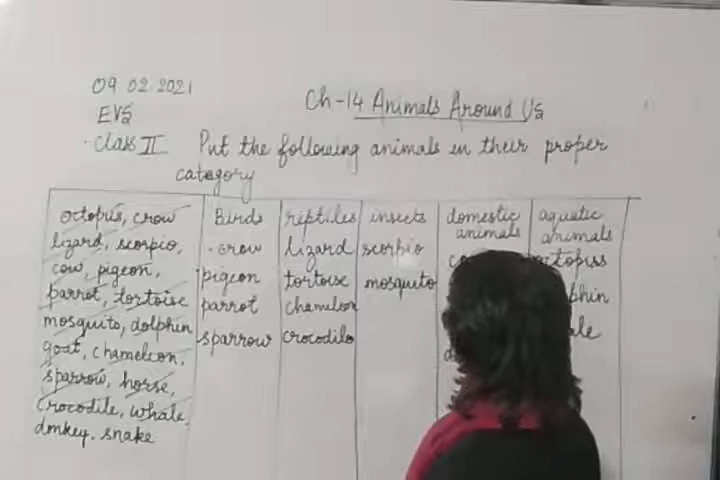 09 02 2021
EVS
Ch-14 Animals Around Us
Class II Put the following animals in their proper
category
octopus, crow
lizard, scorpio,
cow, pigeon,
parrot, tortoise
mosquito, dolphin
goat, chameleon,
sparrow, horse,
crocodile, whale,
donkey, snake
Birds
crow
pigeon
parrot
sparrow
reptiles
lizard
tortoise
chameleon
crocodile
insects
scorpio
mosquito
domestic
animals
aquatic
animals